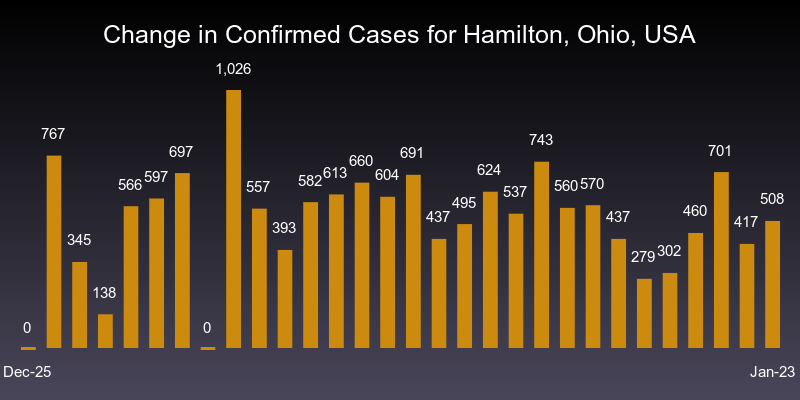 Change in Confirmed Cases for Hamilton, Ohio, USA
0 767 345 138 566 597 697 0 1,026 557 393 582 613 660 604 691 437 495 624 537 743 560 570 437 279 302 460 701 417 508
Dec-25 Jan-23